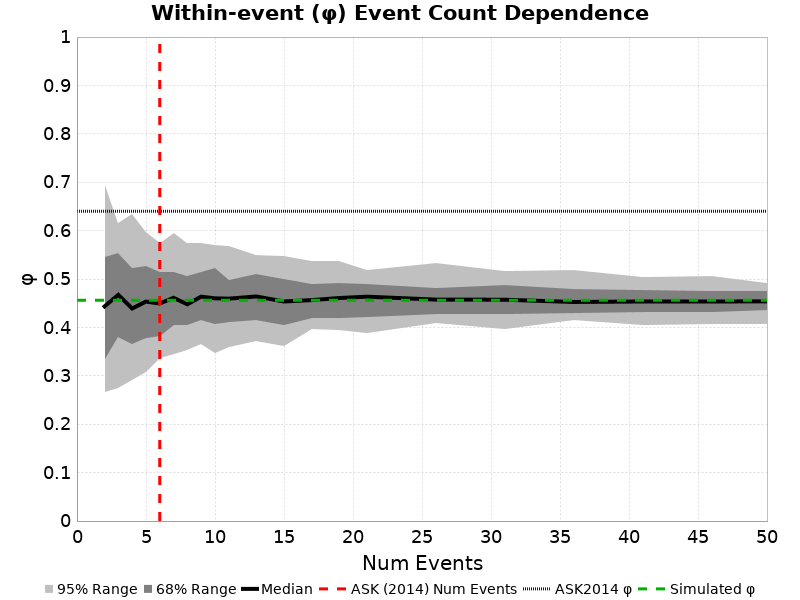 Within-event (φ) Event Count Dependence
1
0.9
0.8
0.7
0.6
0.5
0.4
0.3
0.2
0.1
0
φ
0 5 10 15 20 25 30 35 40 45 50
Num Events
95% Range 68% Range Median ASK (2014) Num Events ASK2014 φ Simulated φ